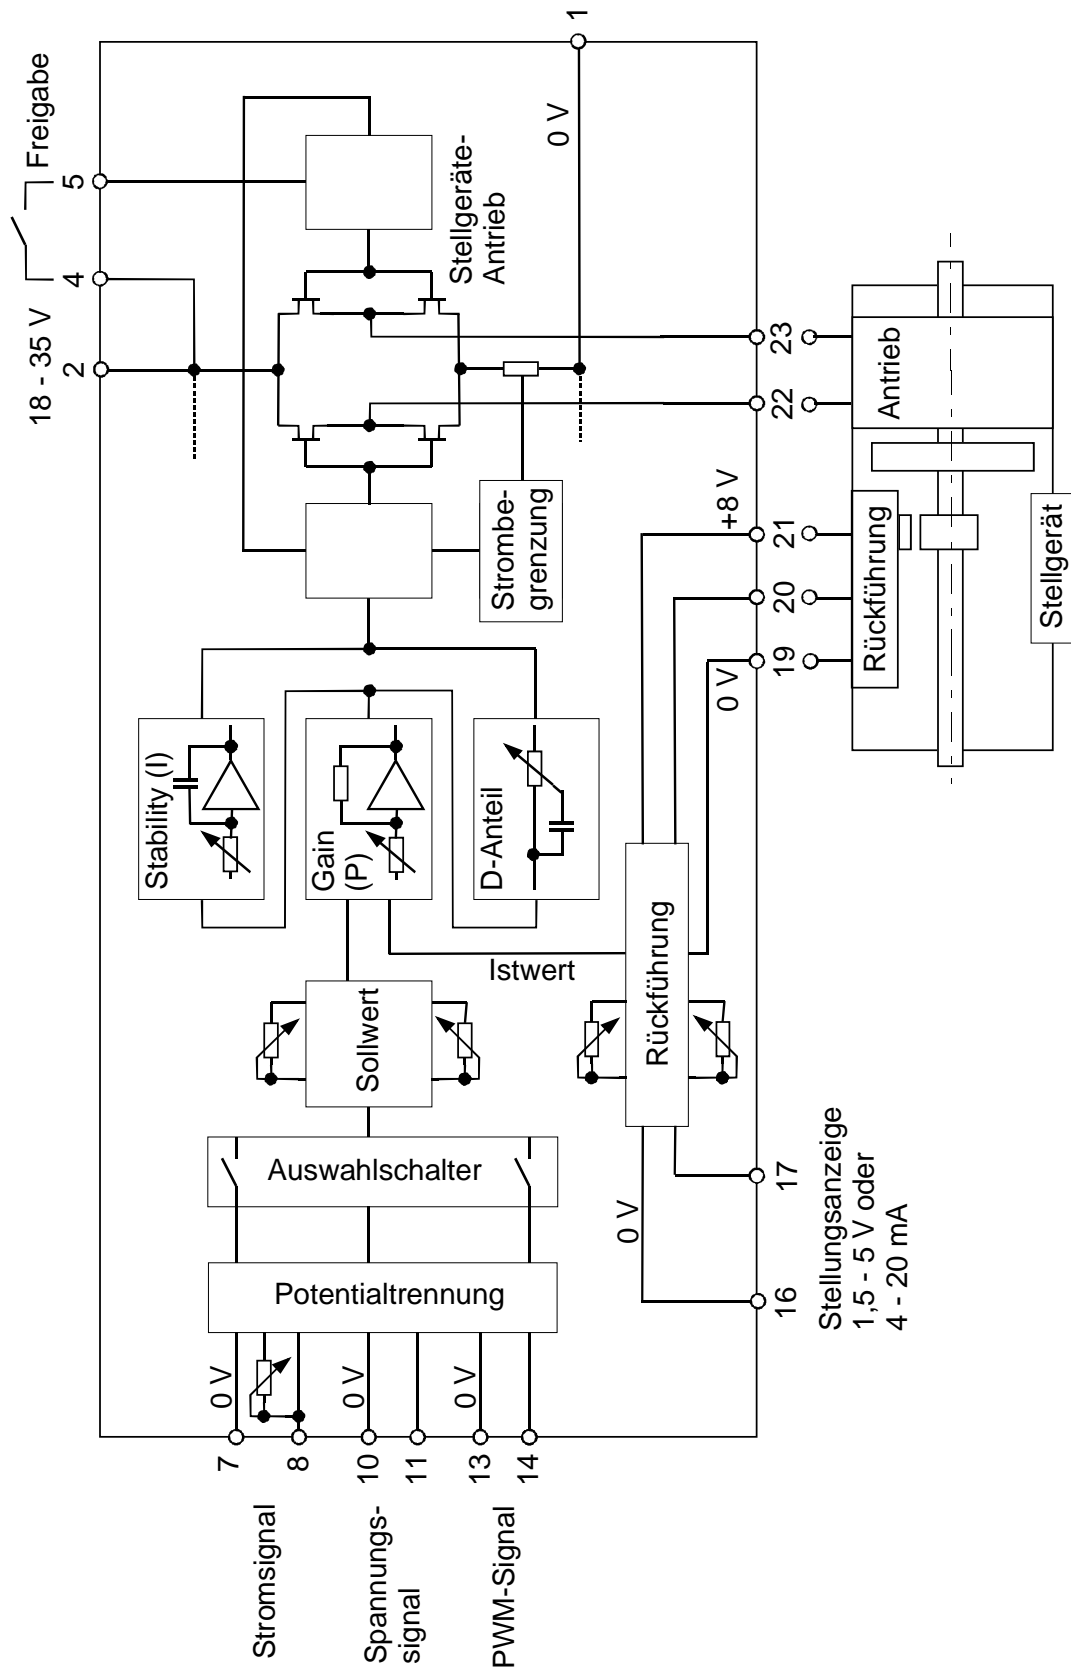 18 - 35 V
2
4
5
Freigabe
1
0 V
Stellgeräte-
Antrieb
Strombe-
grenzung
Stability (I)
Gain
(P)
D-Anteil
Istwert
Sollwert
Auswahlschalter
Potentialtrennung
Rückführung
0 V
0 V
0 V
7
8
10
11
13
14
Stromsignal
Spannungs-
signal
PWM-Signal
0 V
16
17
Stellungsanzeige
1,5 - 5 V oder
4 - 20 mA
0 V
+8 V
19
20
21
22
23
Rückführung
Antrieb
Stellgerät